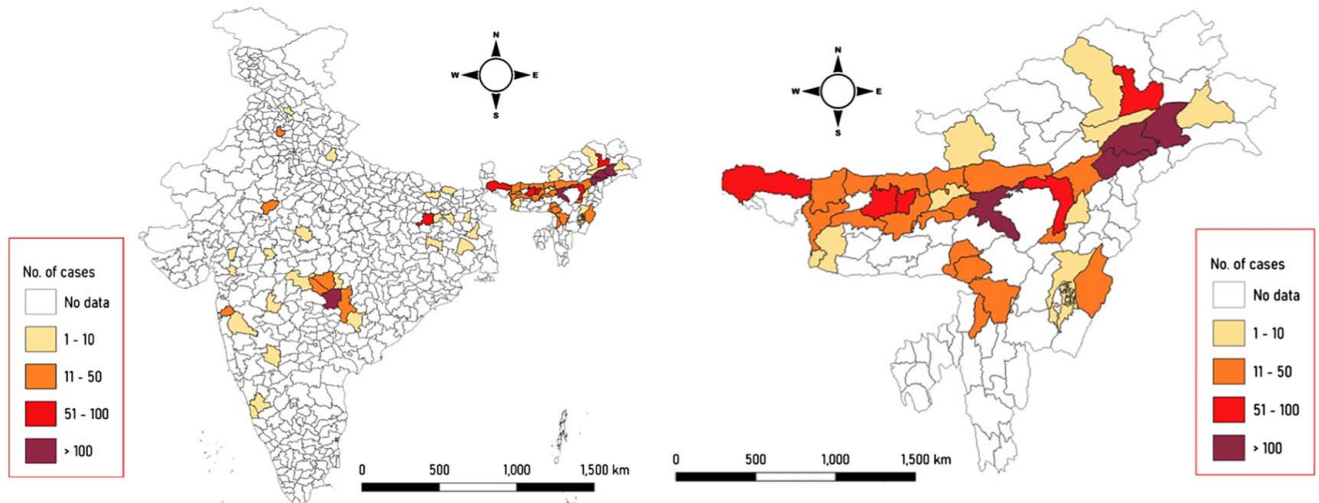 N
W E
S
No. of cases
No data
1 - 10
11 - 50
51 - 100
> 100
0 500 1,000 1,500 km
N
W E
S
No. of cases
No data
1 - 10
11 - 50
51 - 100
> 100
0 500 1,000 1,500 km